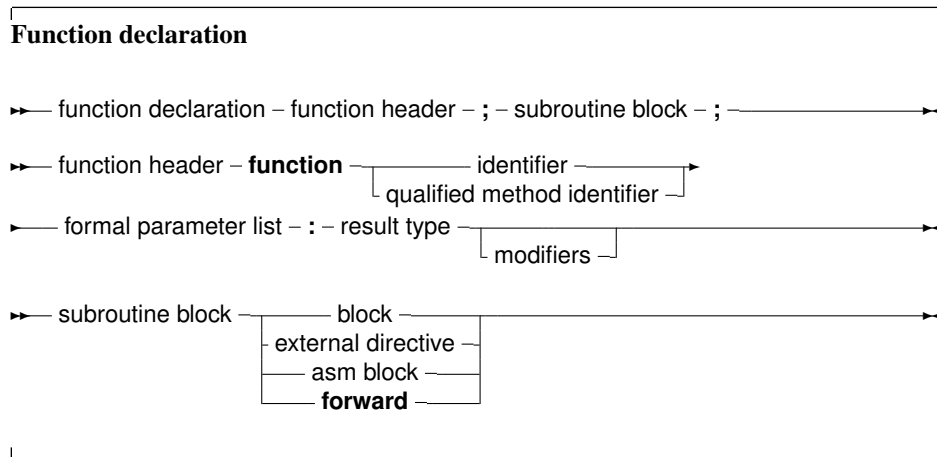 Function declaration
function declaration – function header – ; – subroutine block – ;
function header – function identifier
qualified method identifier
formal parameter list – : – result type
modifiers
subroutine block block
external directive
asm block
forward